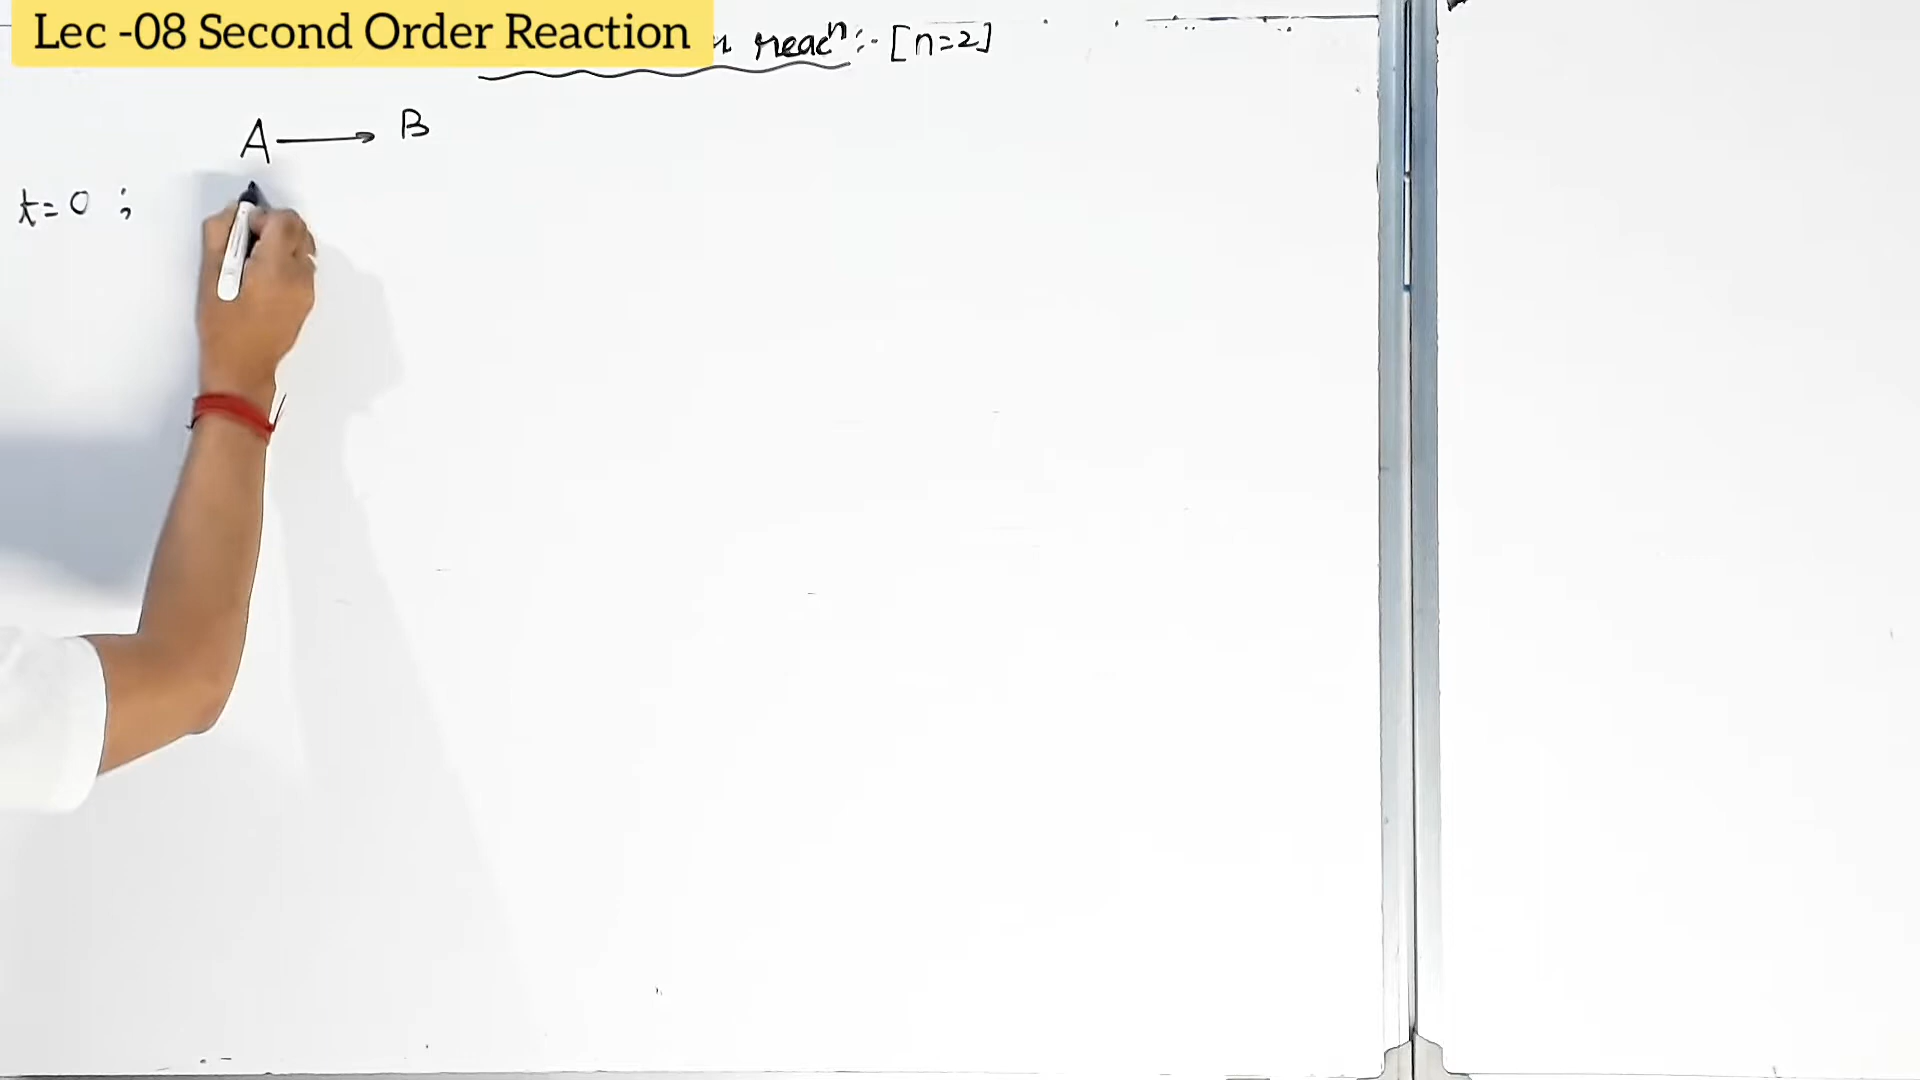 Lec -08 Second Order Reaction
reacⁿ :- [n=2]
A ⟶ B
t=0 ;